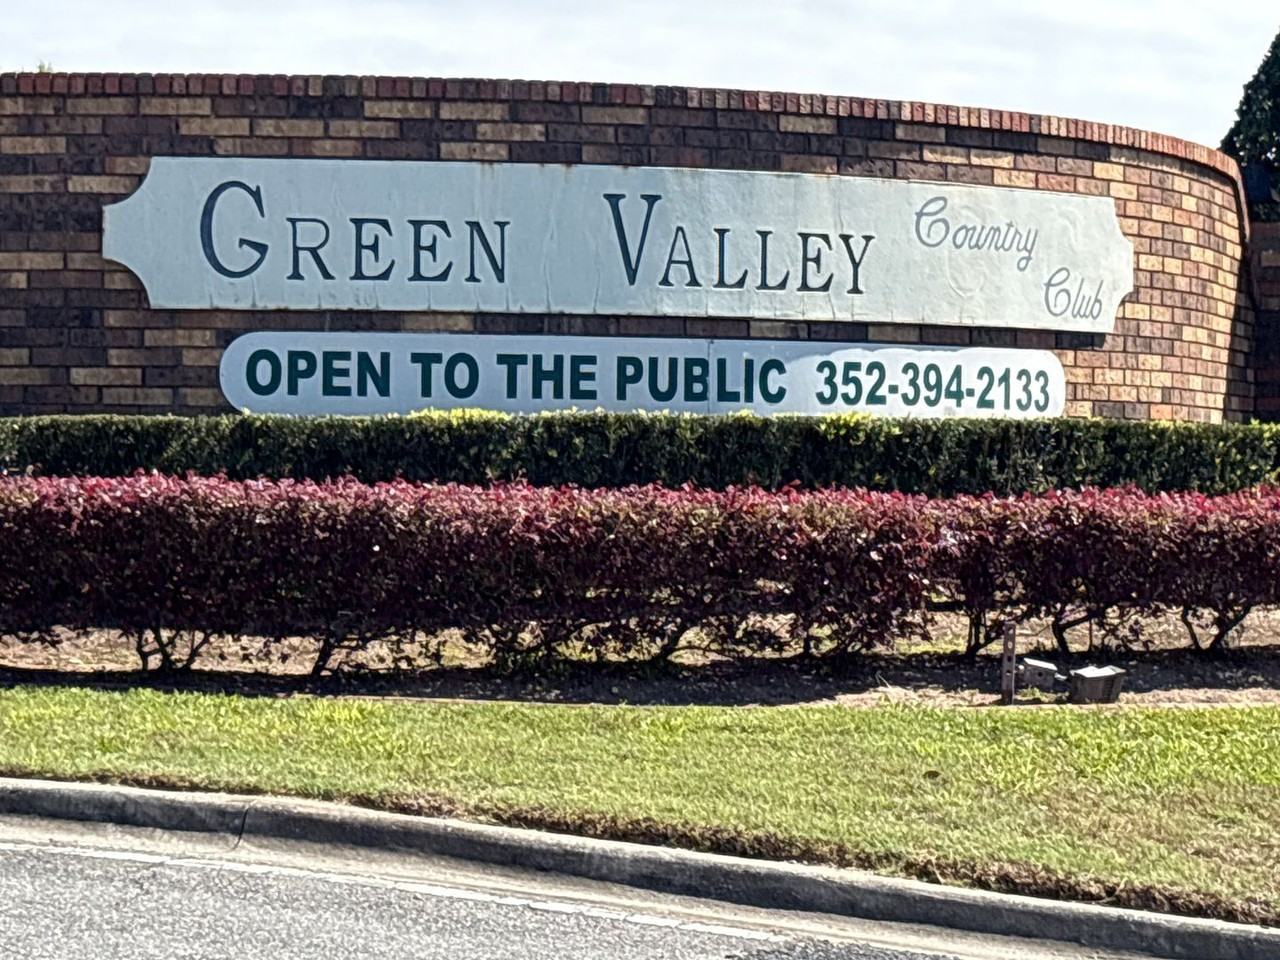 GREEN VALLEY Country
Club
OPEN TO THE PUBLIC 352-394-2133